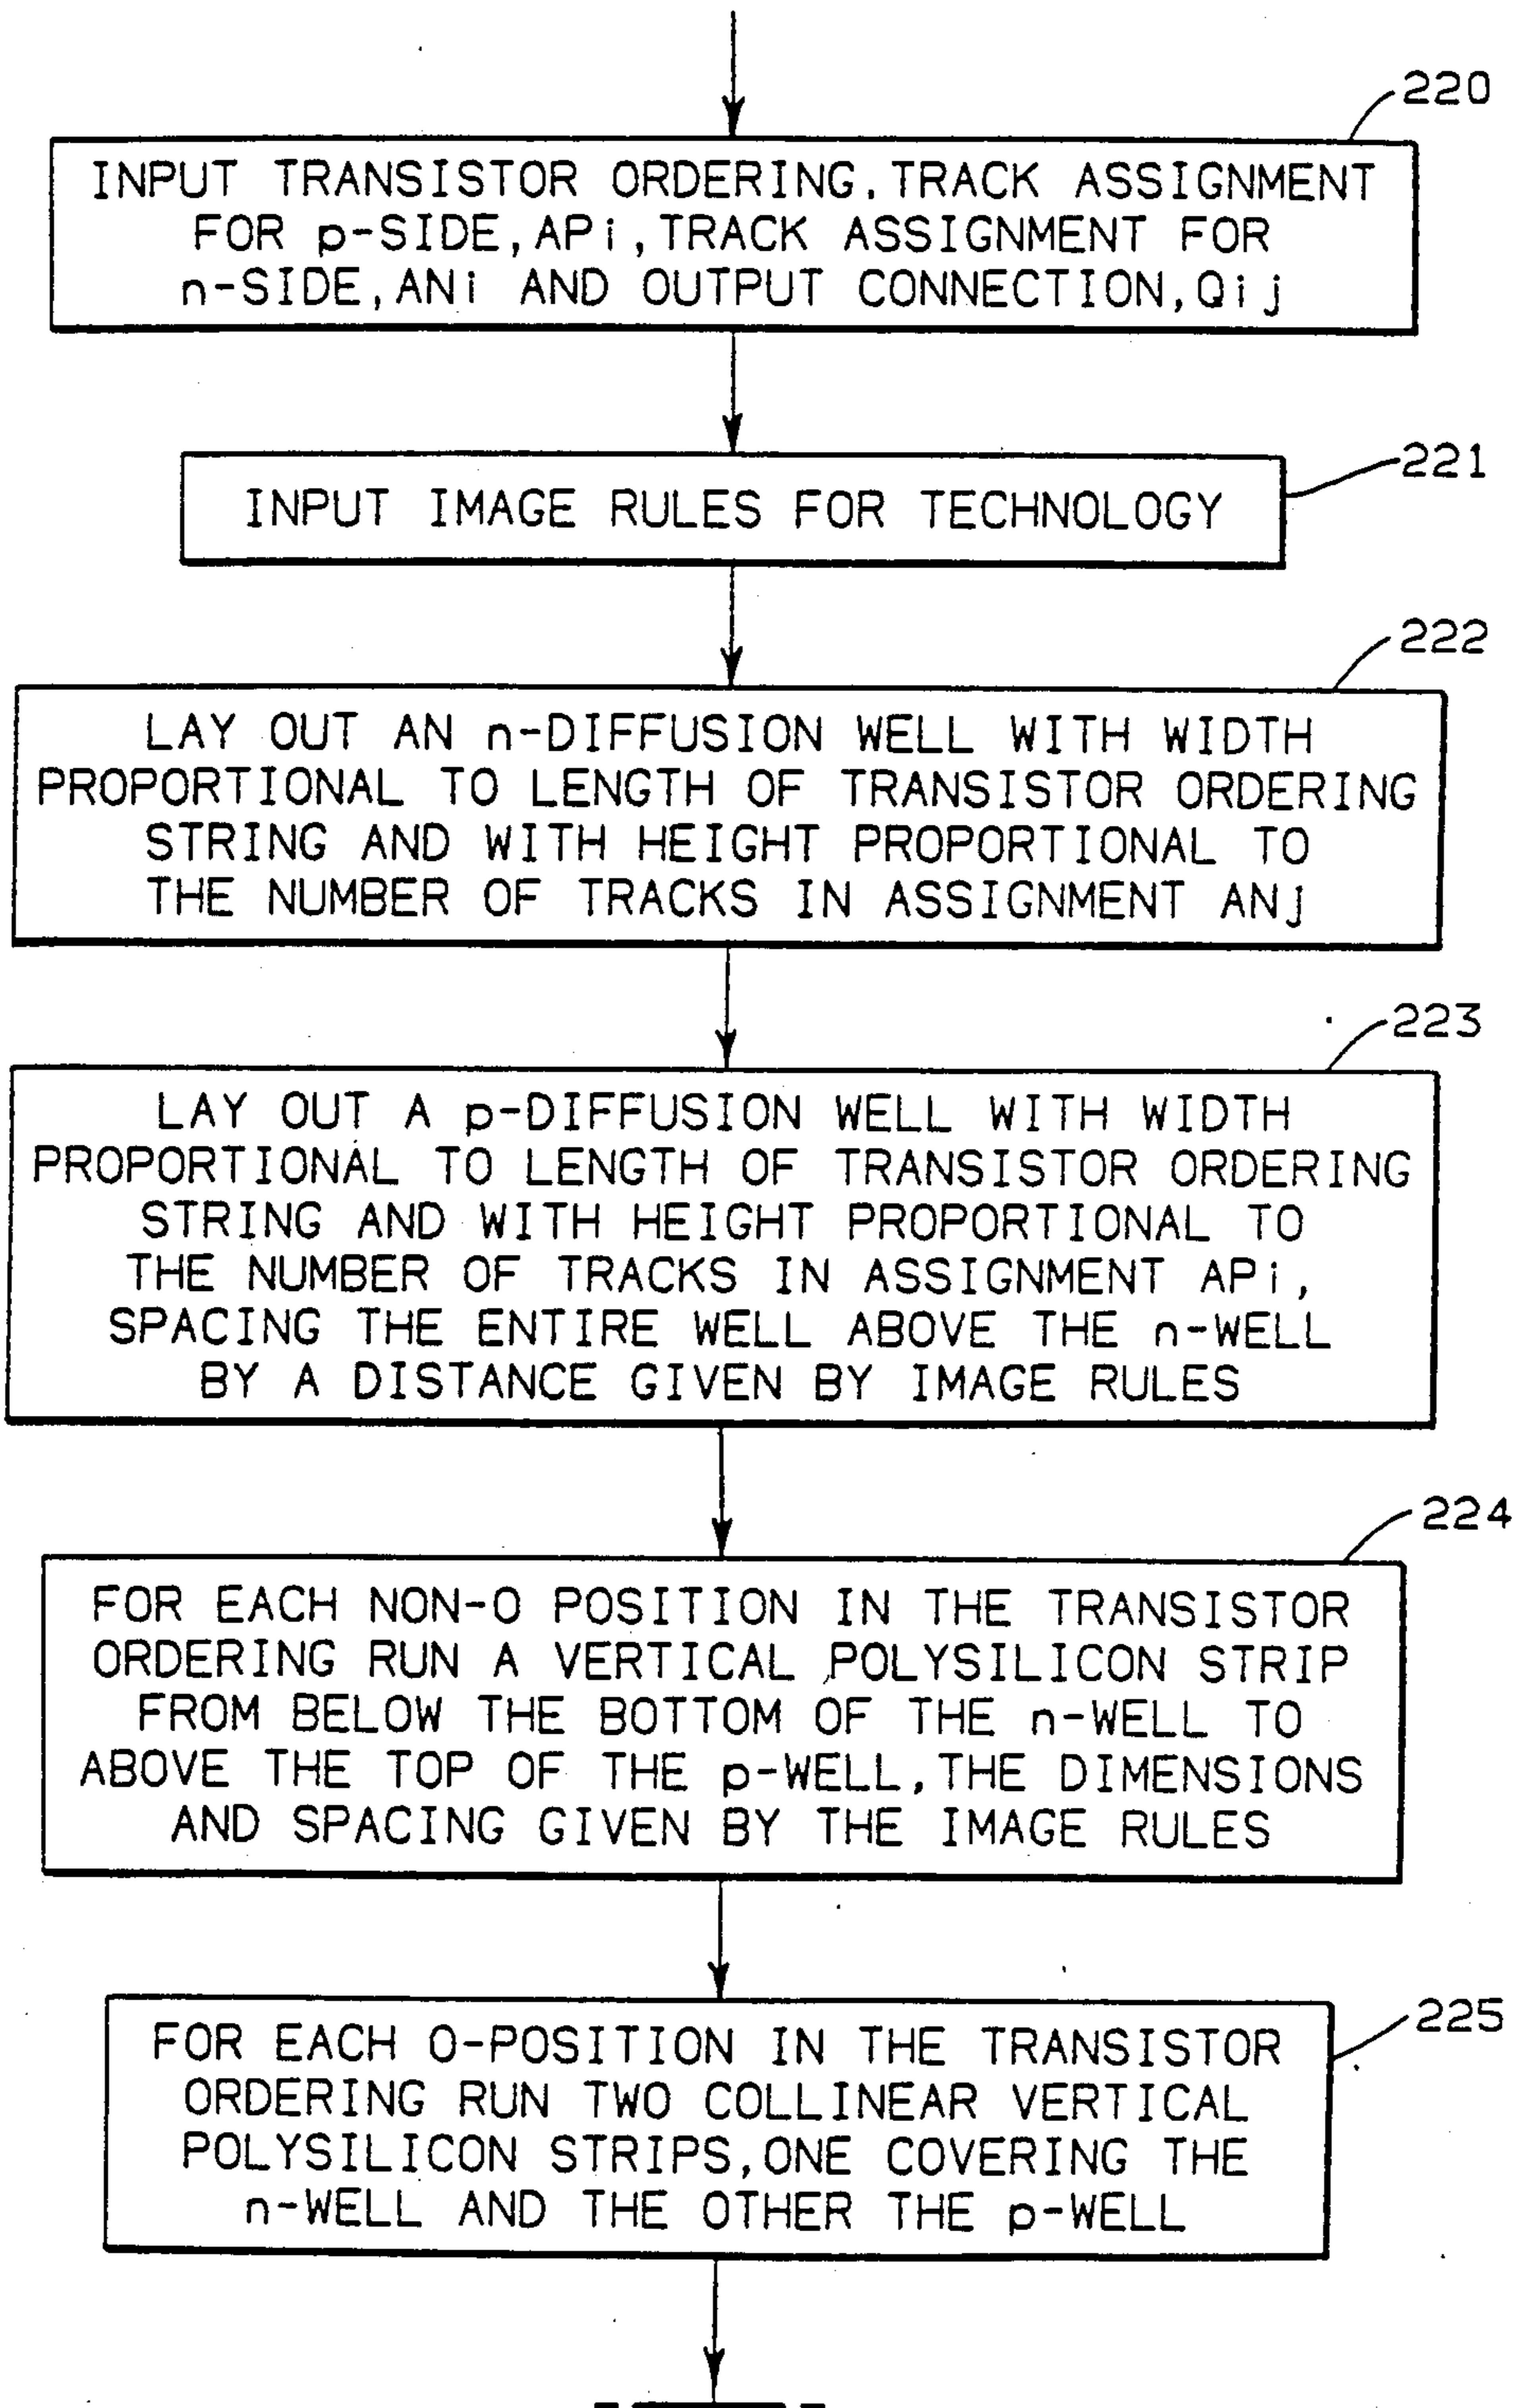 220
INPUT TRANSISTOR ORDERING, TRACK ASSIGNMENT
FOR p-SIDE, APi, TRACK ASSIGNMENT FOR
n-SIDE, ANi AND OUTPUT CONNECTION, Qij
221
INPUT IMAGE RULES FOR TECHNOLOGY
222
LAY OUT AN n-DIFFUSION WELL WITH WIDTH
PROPORTIONAL TO LENGTH OF TRANSISTOR ORDERING
STRING AND WITH HEIGHT PROPORTIONAL TO
THE NUMBER OF TRACKS IN ASSIGNMENT ANj
223
LAY OUT A p-DIFFUSION WELL WITH WIDTH
PROPORTIONAL TO LENGTH OF TRANSISTOR ORDERING
STRING AND WITH HEIGHT PROPORTIONAL TO
THE NUMBER OF TRACKS IN ASSIGNMENT APi,
SPACING THE ENTIRE WELL ABOVE THE n-WELL
BY A DISTANCE GIVEN BY IMAGE RULES
224
FOR EACH NON-0 POSITION IN THE TRANSISTOR
ORDERING RUN A VERTICAL POLYSILICON STRIP
FROM BELOW THE BOTTOM OF THE n-WELL TO
ABOVE THE TOP OF THE p-WELL, THE DIMENSIONS
AND SPACING GIVEN BY THE IMAGE RULES
225
FOR EACH 0-POSITION IN THE TRANSISTOR
ORDERING RUN TWO COLLINEAR VERTICAL
POLYSILICON STRIPS, ONE COVERING THE
n-WELL AND THE OTHER THE p-WELL